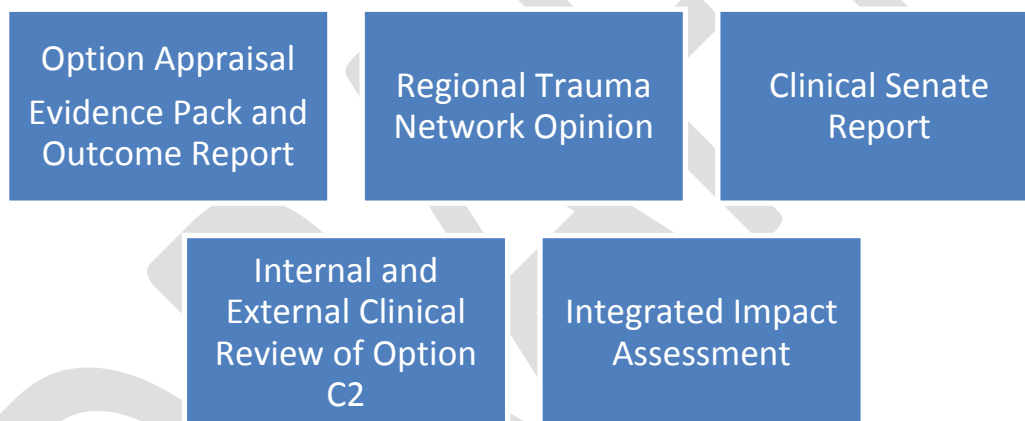 Option Appraisal
Evidence Pack and
Outcome Report
Regional Trauma
Network Opinion
Clinical Senate
Report
Internal and
External Clinical
Review of Option
C2
Integrated Impact
Assessment